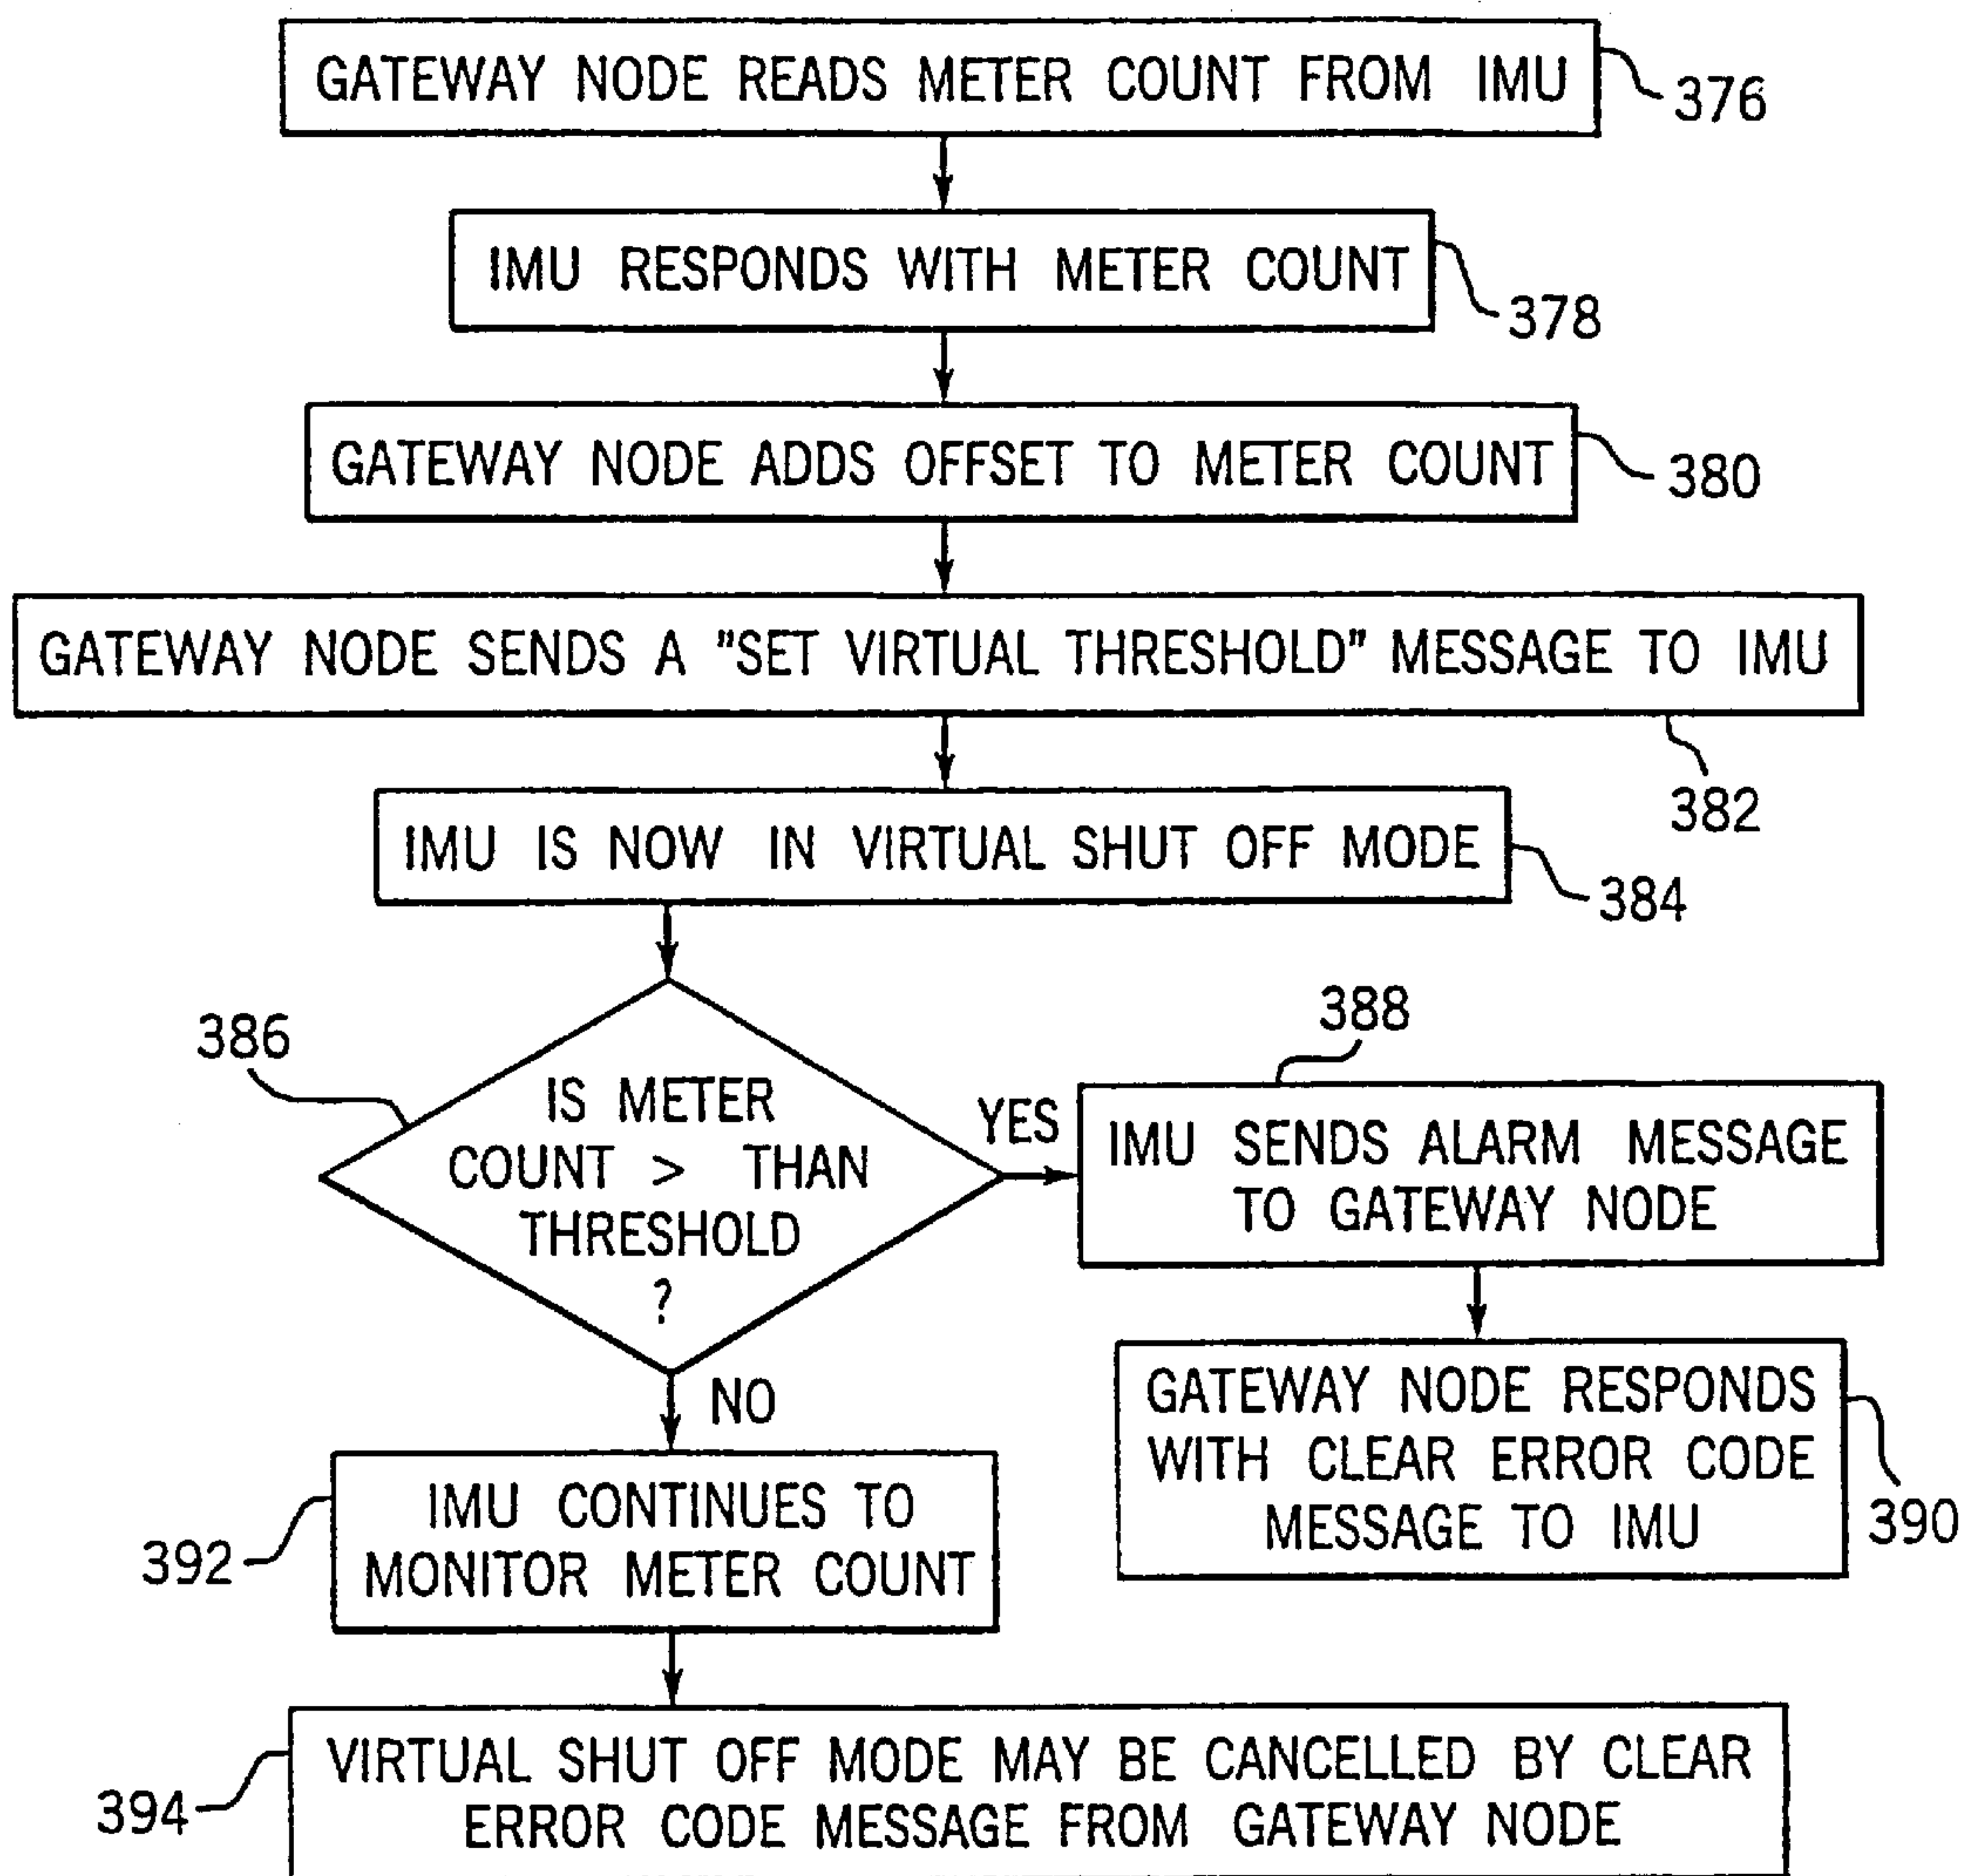 GATEWAY NODE READS METER COUNT FROM IMU
376
IMU RESPONDS WITH METER COUNT
378
GATEWAY NODE ADDS OFFSET TO METER COUNT
380
GATEWAY NODE SENDS A "SET VIRTUAL THRESHOLD" MESSAGE TO IMU
382
IMU IS NOW IN VIRTUAL SHUT OFF MODE
384
386
IS METER
COUNT > THAN
THRESHOLD
?
YES
388
IMU SENDS ALARM MESSAGE
TO GATEWAY NODE
GATEWAY NODE RESPONDS
WITH CLEAR ERROR CODE
MESSAGE TO IMU
390
NO
IMU CONTINUES TO
MONITOR METER COUNT
392
VIRTUAL SHUT OFF MODE MAY BE CANCELLED BY CLEAR
ERROR CODE MESSAGE FROM GATEWAY NODE
394